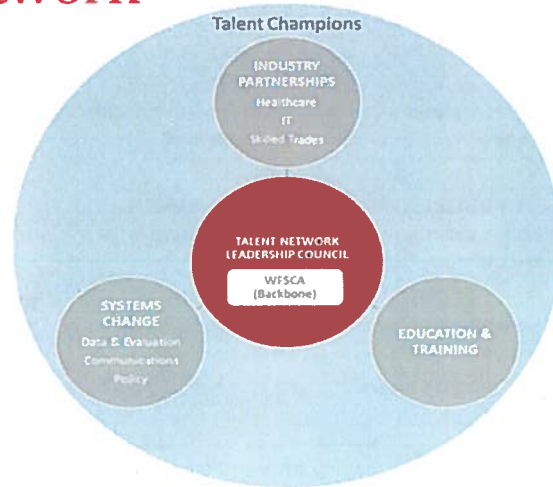 Talent Champions
INDUSTRY
PARTNERSHIPS
Healthcare
IT
Skilled Trades
TALENT NETWORK
LEADERSHIP COUNCIL
WFSCA
(Backbone)
SYSTEMS
CHANGE
Data & Evaluation
Communications
Policy
EDUCATION &
TRAINING